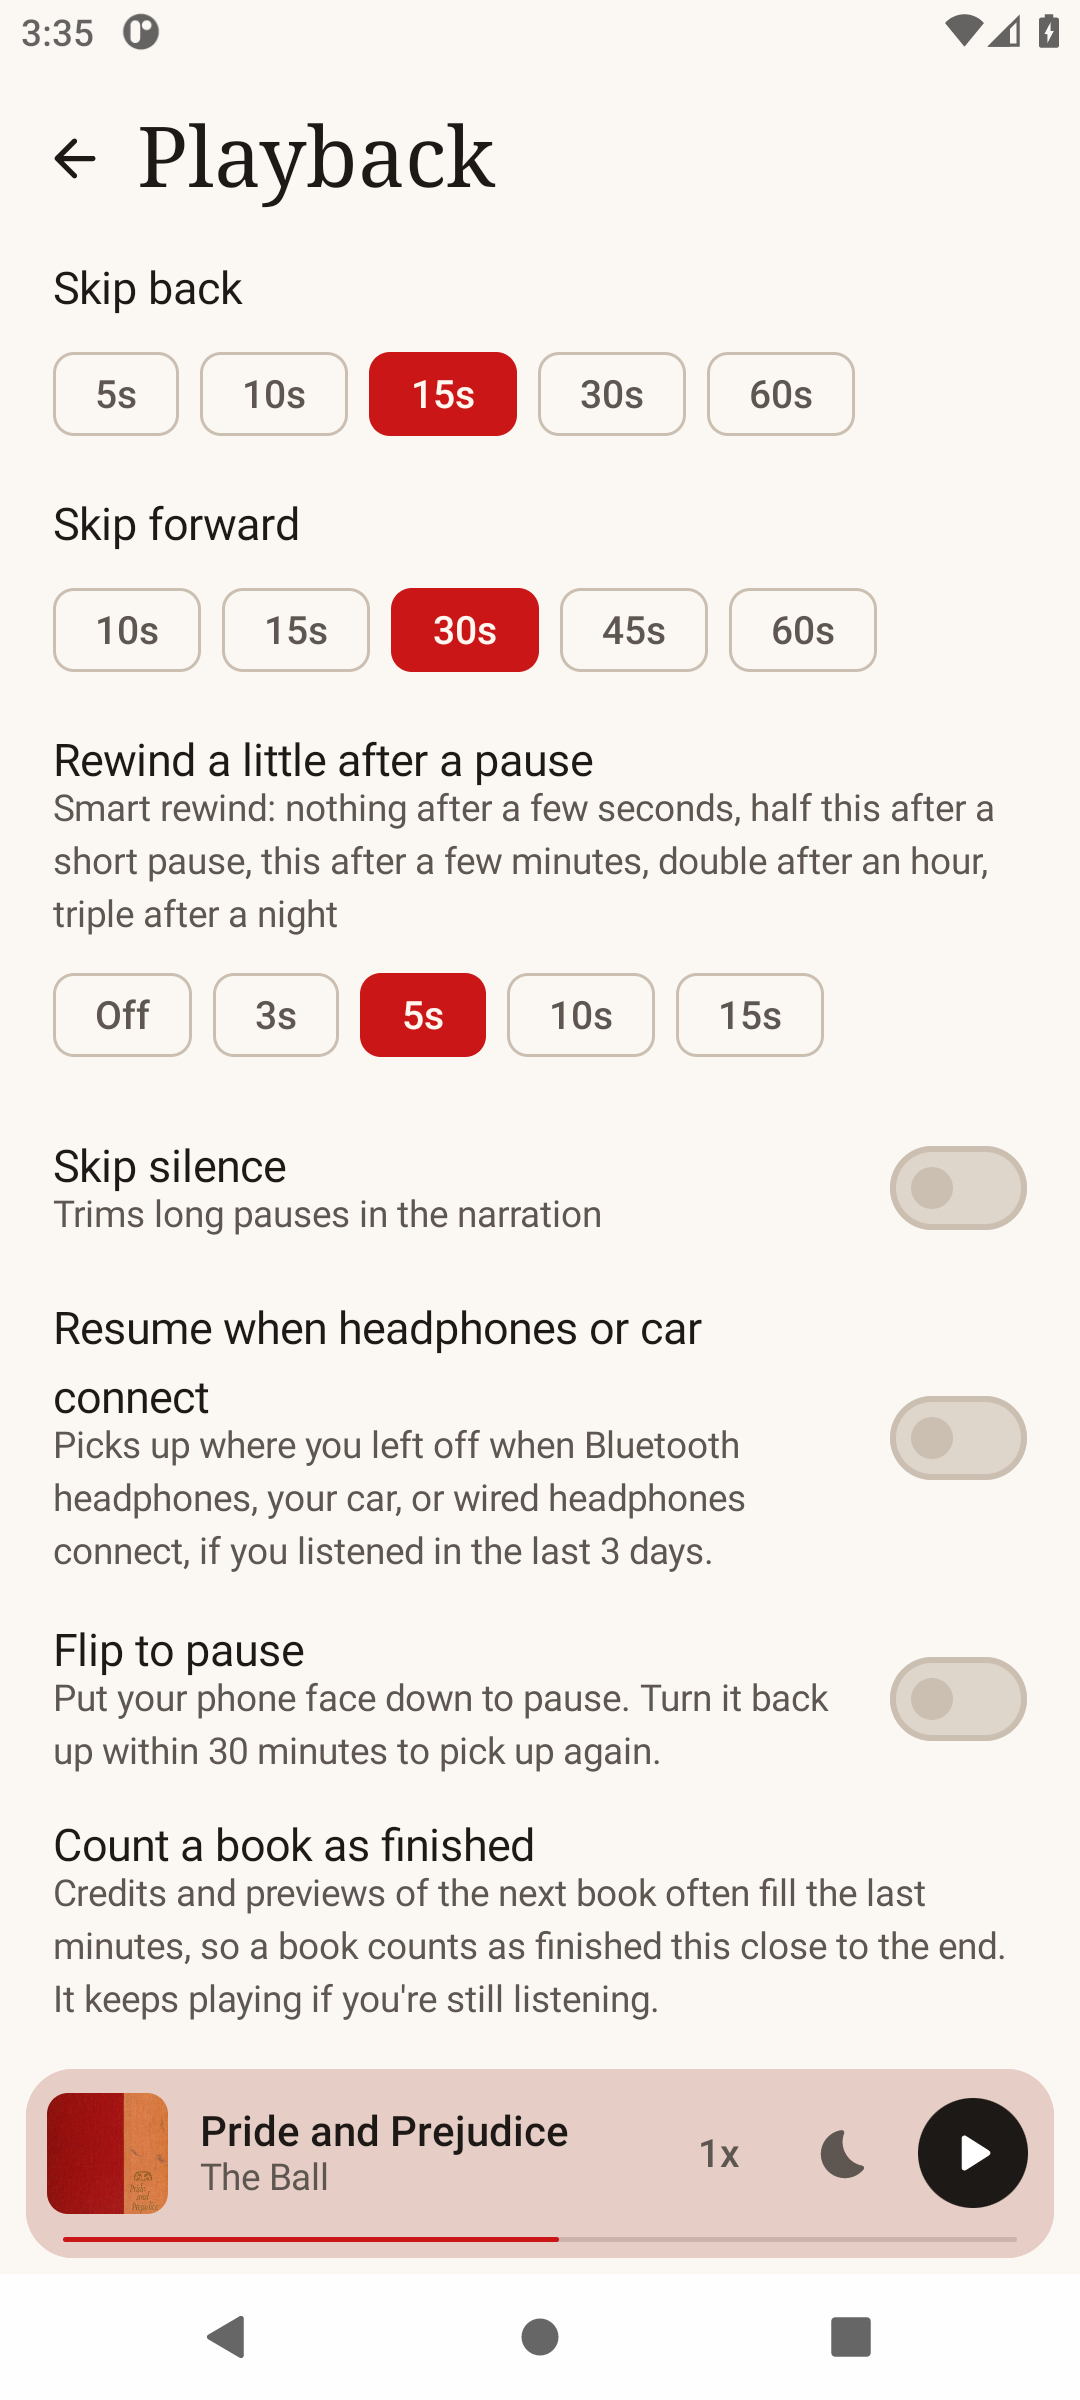 3:35
Playback
Skip back
5s 10s 15s 30s 60s
Skip forward
10s 15s 30s 45s 60s
Rewind a little after a pause
Smart rewind: nothing after a few seconds, half this after a
short pause, this after a few minutes, double after an hour,
triple after a night
Off 3s 5s 10s 15s
Skip silence
Trims long pauses in the narration
Resume when headphones or car
connect
Picks up where you left off when Bluetooth
headphones, your car, or wired headphones
connect, if you listened in the last 3 days.
Flip to pause
Put your phone face down to pause. Turn it back
up within 30 minutes to pick up again.
Count a book as finished
Credits and previews of the next book often fill the last
minutes, so a book counts as finished this close to the end.
It keeps playing if you're still listening.
Pride and Prejudice
The Ball
1x
Pride
and
Prejudice